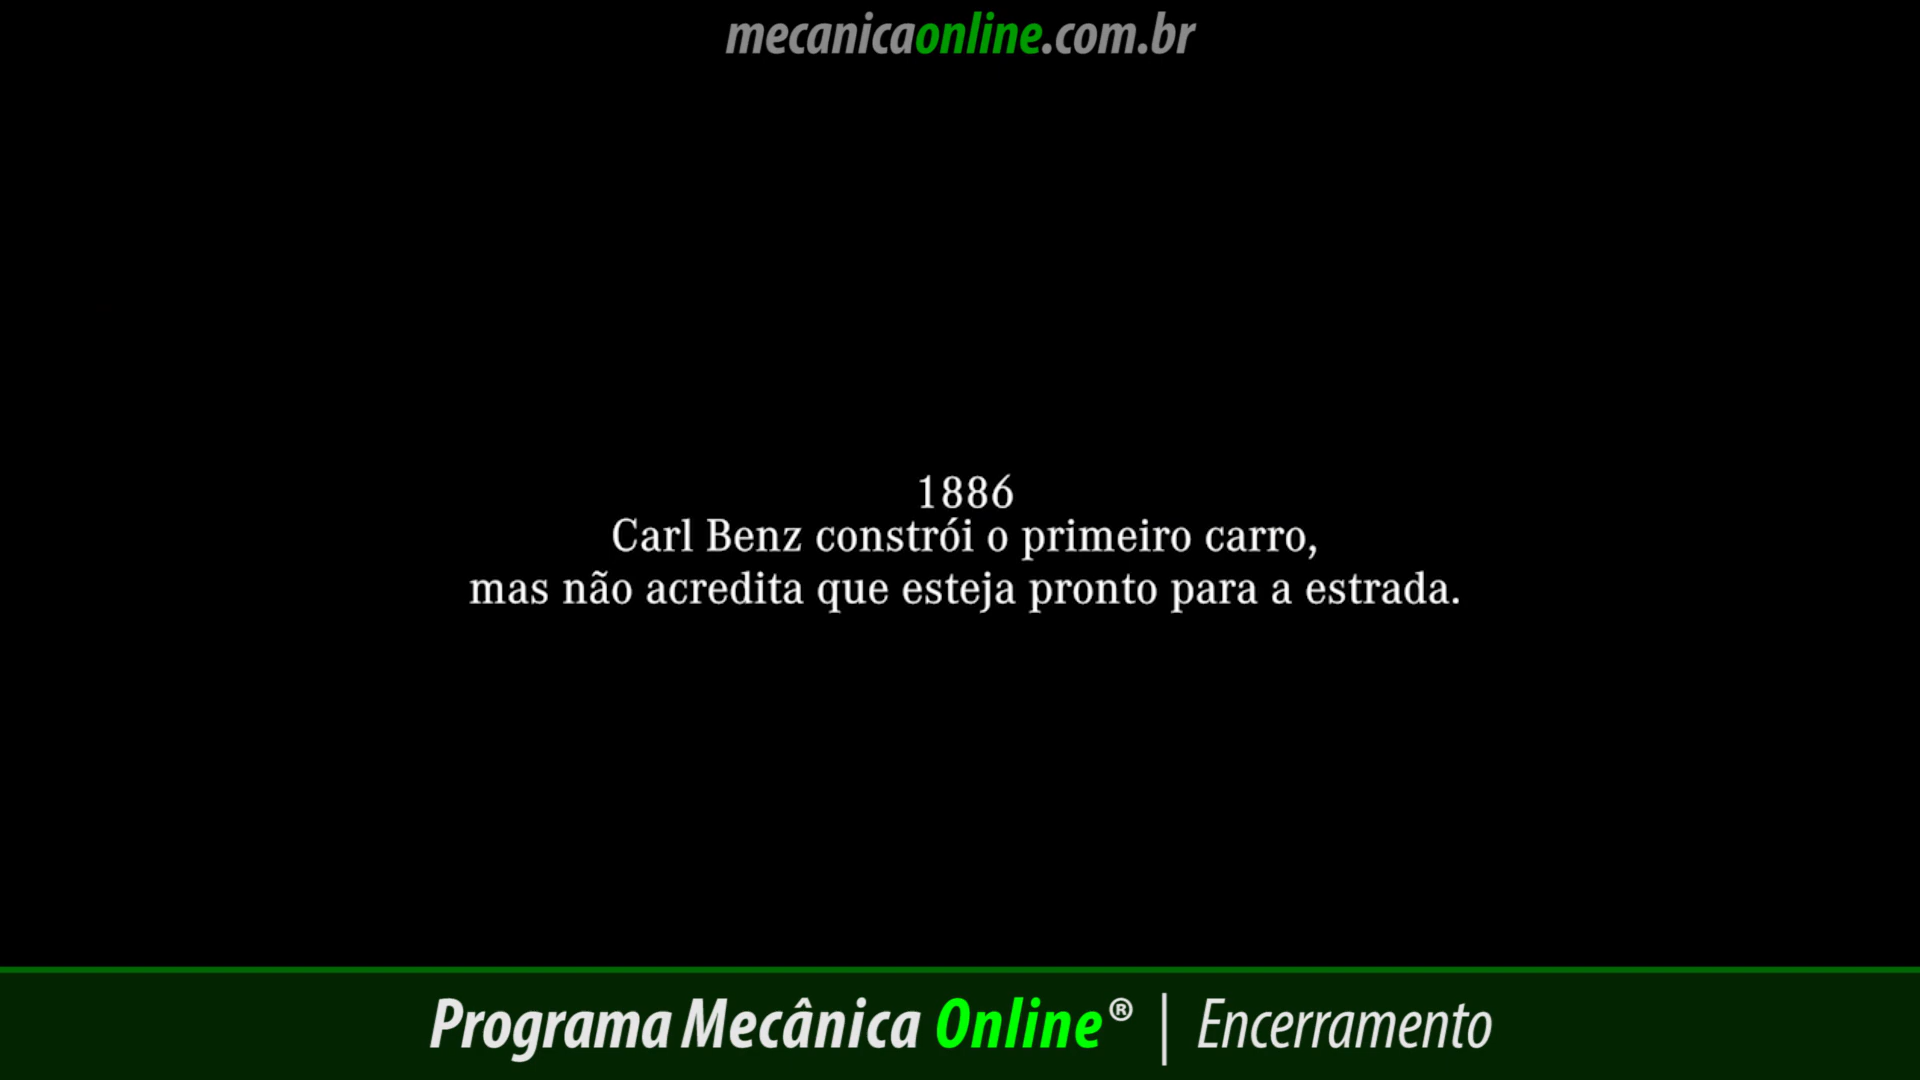 mecanicaonline.com.br
1886
Carl Benz constrói o primeiro carro,
mas não acredita que esteja pronto para a estrada.
Programa Mecânica Online® | Encerramento